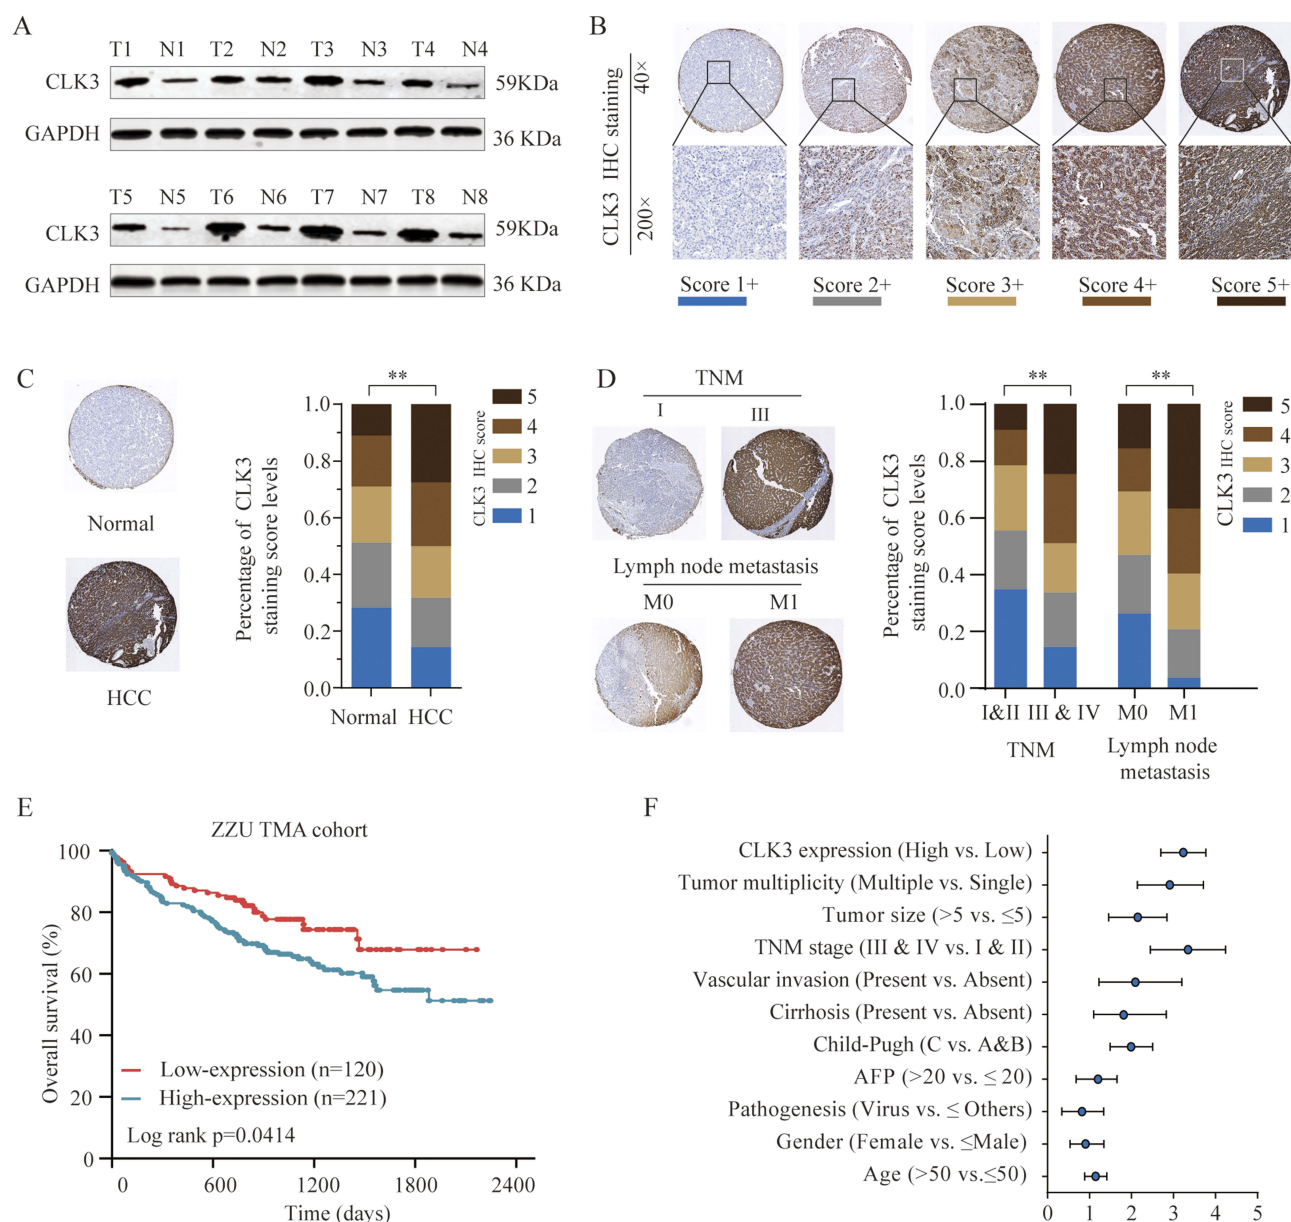 A
T1 N1 T2 N2 T3 N3 T4 N4
CLK3 59KDa
GAPDH 36 KDa
T5 N5 T6 N6 T7 N7 T8 N8
CLK3 59KDa
GAPDH 36 KDa
B
CLK3 IHC staining
40×
200×
Score 1+ Score 2+ Score 3+ Score 4+ Score 5+
C
Normal
HCC
**
Percentage of CLK3
staining score levels
1.0
0.8
0.6
0.4
0.2
0.0
Normal HCC
CLK3 IHC score
5
4
3
2
1
D
TNM
I III
Lymph node metastasis
M0 M1
** **
Percentage of CLK3
staining score levels
1.0
0.8
0.6
0.4
0.2
0.0
I&II III & IV M0 M1
TNM
Lymph node
metastasis
CLK3 IHC score
5
4
3
2
1
E
ZZU TMA cohort
Overall survival (%)
100
80
60
40
20
0
Low-expression (n=120)
High-expression (n=221)
Log rank p=0.0414
0 600 1200 1800 2400
Time (days)
F
CLK3 expression (High vs. Low)
Tumor multiplicity (Multiple vs. Single)
Tumor size (>5 vs. ≤5)
TNM stage (III & IV vs. I & II)
Vascular invasion (Present vs. Absent)
Cirrhosis (Present vs. Absent)
Child-Pugh (C vs. A&B)
AFP (>20 vs. ≤ 20)
Pathogenesis (Virus vs. ≤ Others)
Gender (Female vs. ≤Male)
Age (>50 vs.≤50)
0 1 2 3 4 5